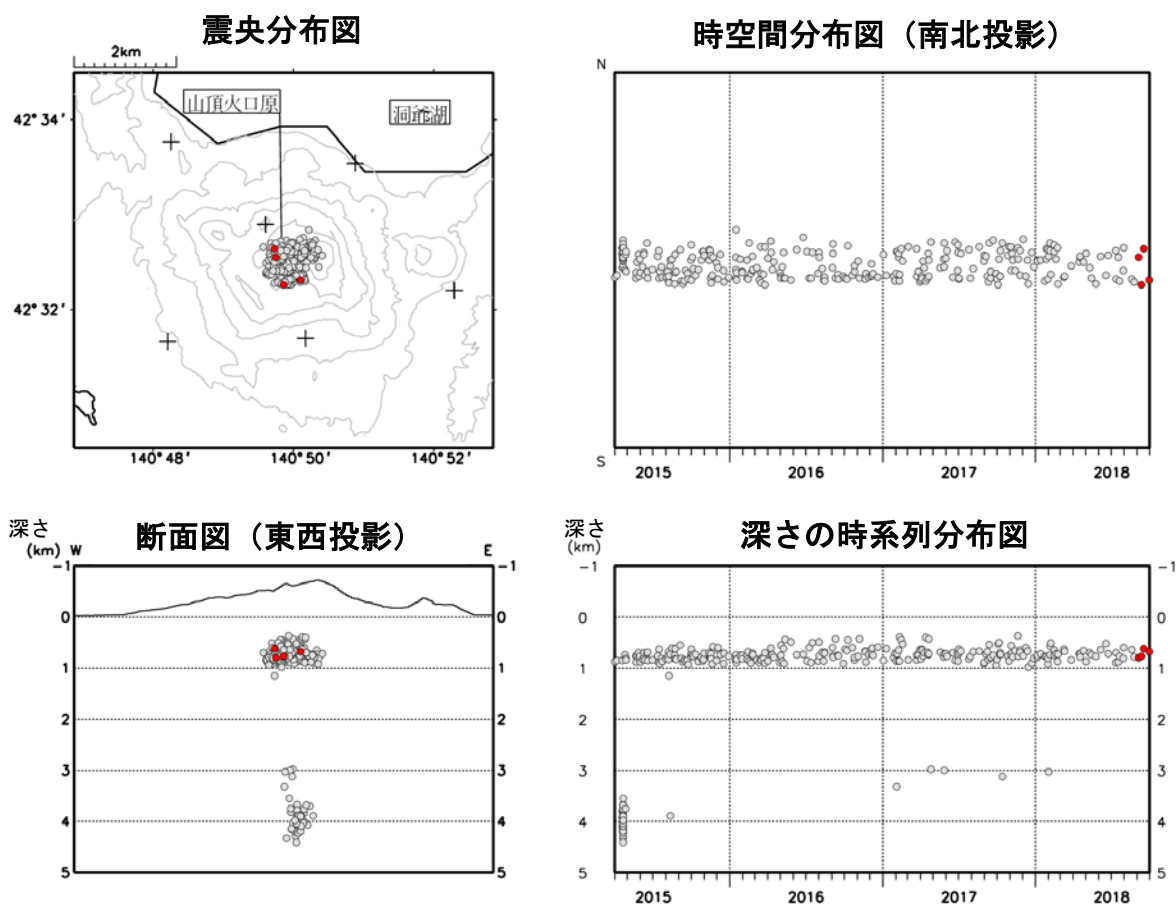 震央分布図
2km
山頂火口原
洞爺湖
42°34′
42°32′
140°48′ 140°50′ 140°52′
時空間分布図（南北投影）
N
S
2015 2016 2017 2018
断面図（東西投影）
深さ
(km) W E
-1 -1
0 0
1 1
2 2
3 3
4 4
5 5
深さの時系列分布図
深さ
(km)
-1 -1
0 0
1 1
2 2
3 3
4 4
5 5
2015 2016 2017 2018